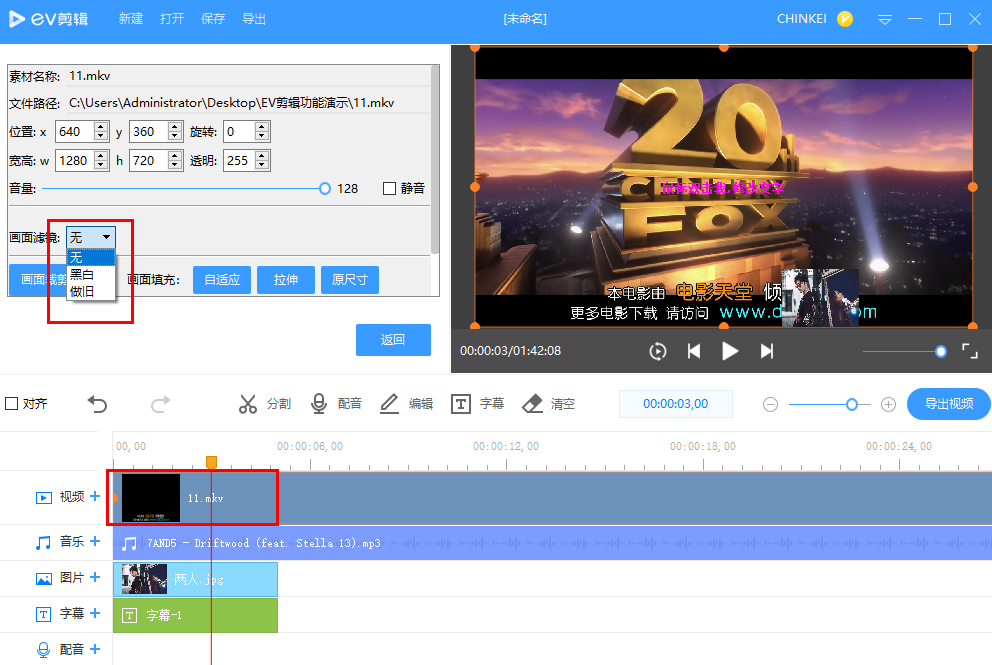 EV剪辑 新建 打开 保存 导出 [未命名] CHINKEI
素材名称: 11.mkv
文件路径: C:\Users\Administrator\Desktop\EV剪辑功能演示\11.mkv
位置: x 640 y 360 旋转: 0
宽高: w 1280 h 720 透明: 255
音量: 128 静音
画面滤镜: 无
无
黑白
做旧
画面裁剪 画面填充: 自适应 拉伸 原尺寸
返回
20
CENTURY
FOX
本电影由 电影天堂 倾
更多电影下载 请访问 www.d m
00:00:03/01:42:08
对齐 分割 配音 编辑 字幕 清空 00:00:03,00 导出视频
00, 00 00:00:06, 00 00:00:12, 00 00:00:18, 00 00:00:24, 00
视频 + 11.mkv
音乐 + 7AND5 - Driftwood (feat. Stella 13).mp3
图片 + 两人.jpg
字幕 + T 字幕-1
配音 +